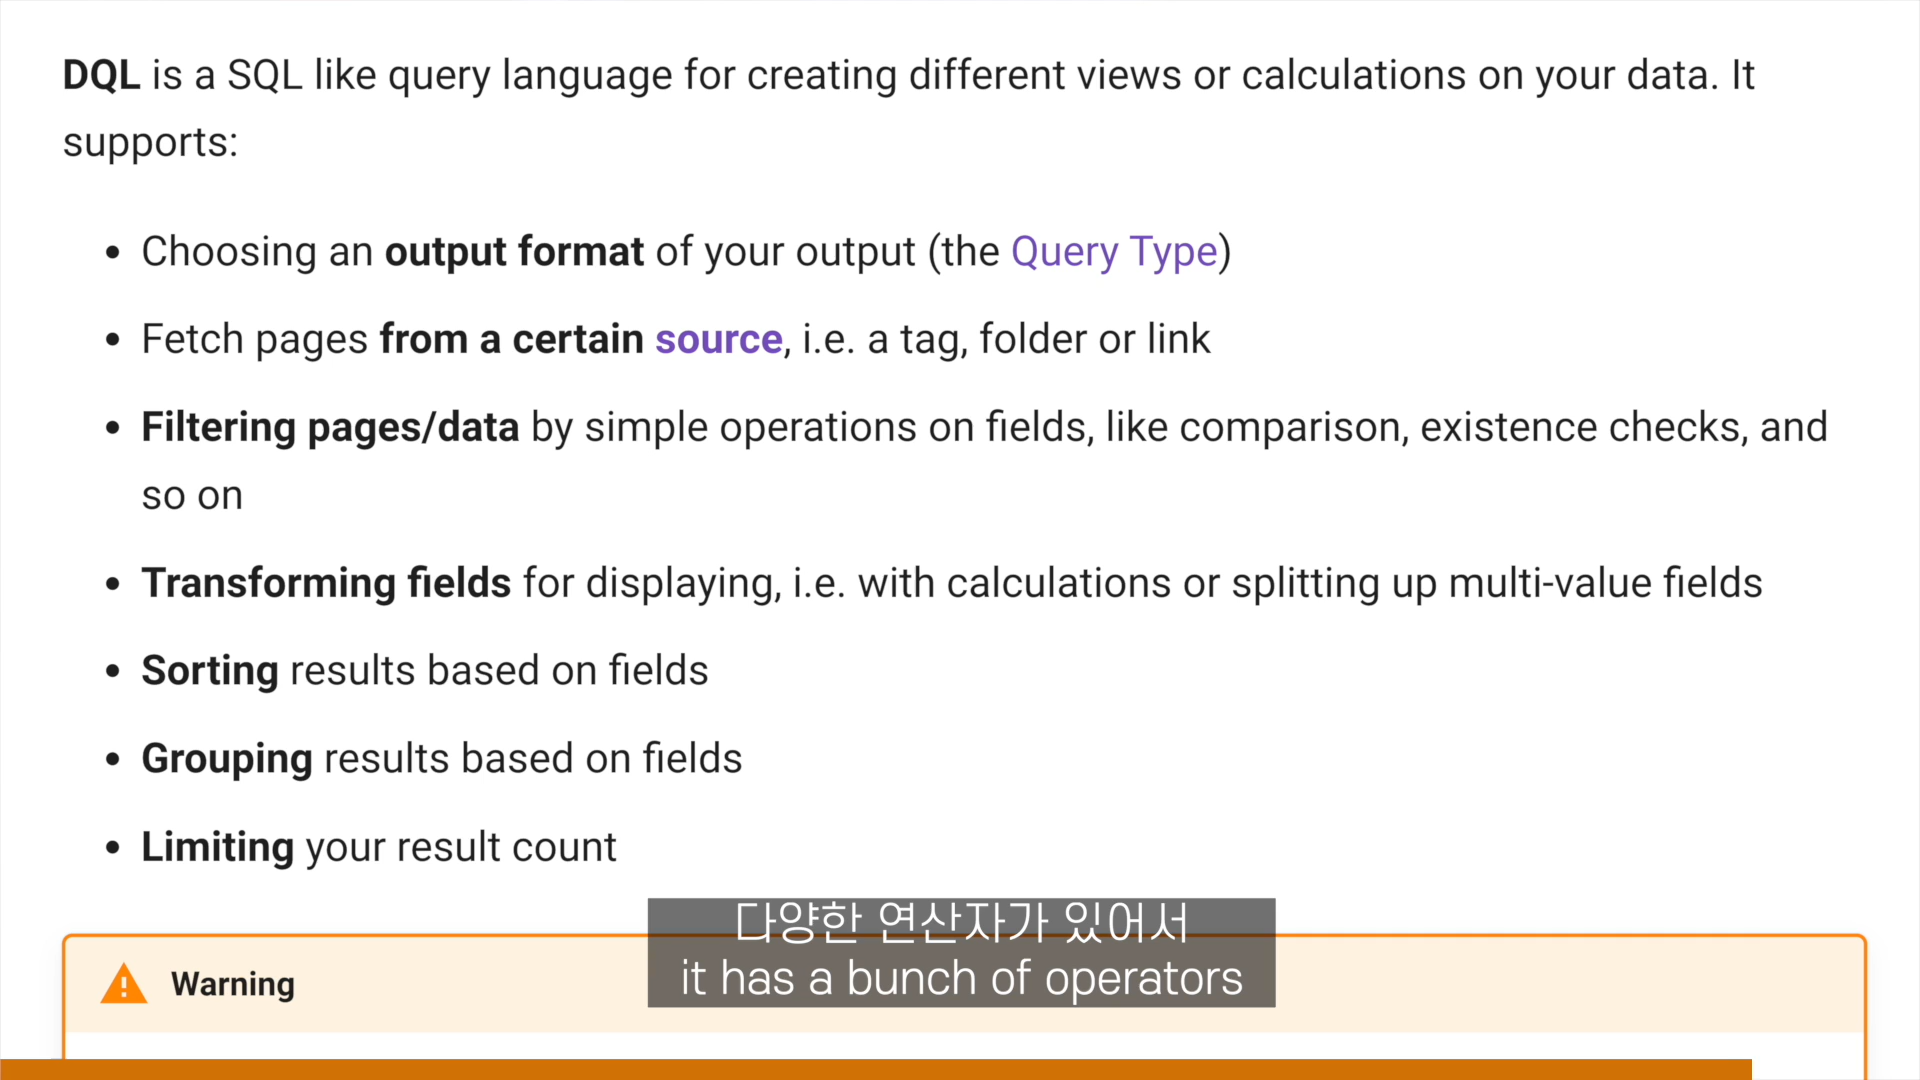 DQL is a SQL like query language for creating different views or calculations on your data. It
supports:
• Choosing an output format of your output (the Query Type)
• Fetch pages from a certain source, i.e. a tag, folder or link
• Filtering pages/data by simple operations on fields, like comparison, existence checks, and
so on
• Transforming fields for displaying, i.e. with calculations or splitting up multi-value fields
• Sorting results based on fields
• Grouping results based on fields
• Limiting your result count
다양한 연산자가 있어서
it has a bunch of operators
Warning